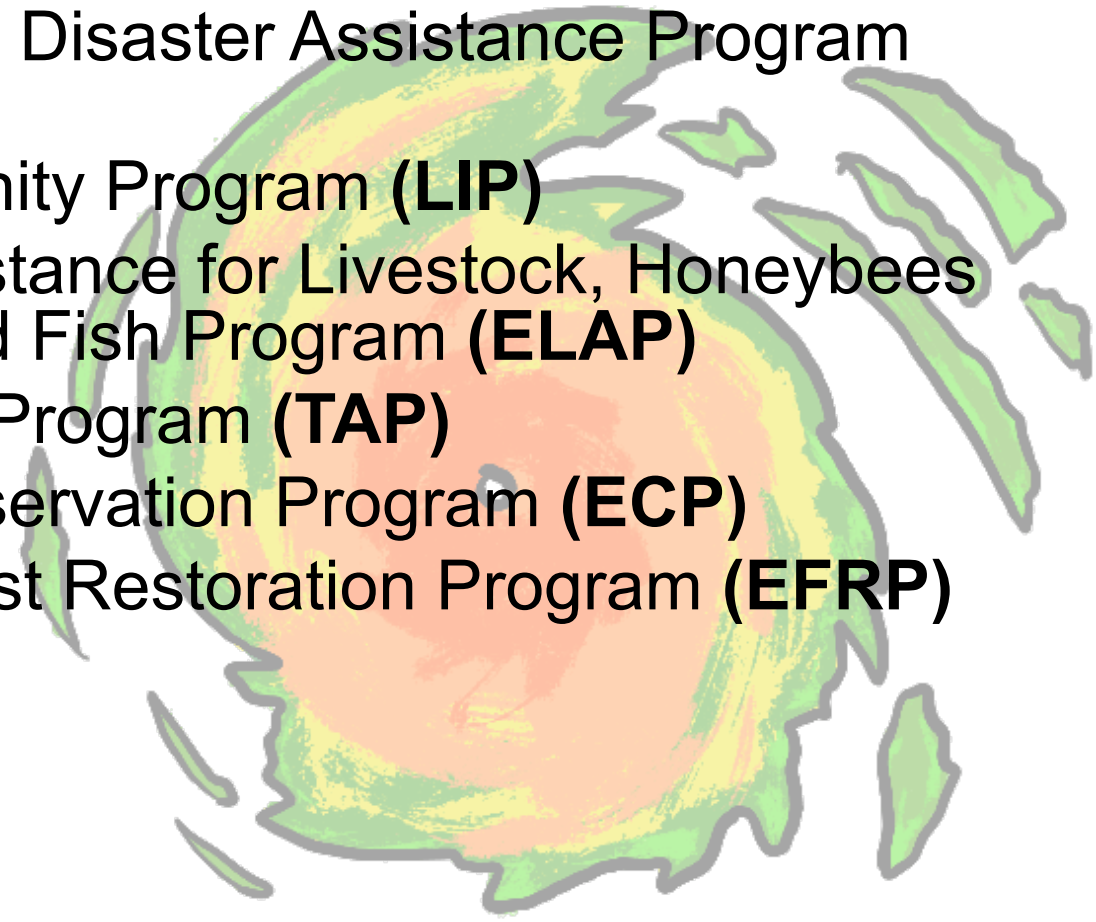 Disaster Assistance Program
nity Program (LIP)
stance for Livestock, Honeybees
d Fish Program (ELAP)
Program (TAP)
servation Program (ECP)
st Restoration Program (EFRP)